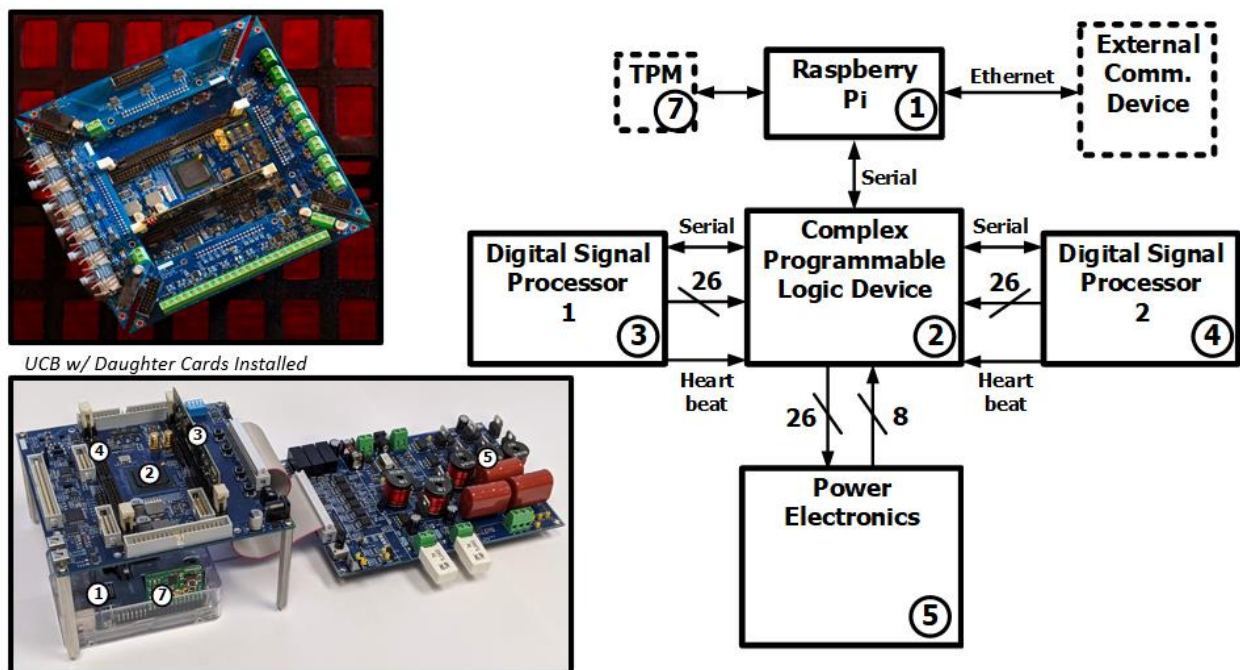 UCB w/ Daughter Cards Installed
3
4
2
5
1
7
TPM
7
Raspberry
Pi
1
Ethernet
External
Comm.
Device
Serial
Digital Signal
Processor
1
3
Serial
26
Heart
beat
Complex
Programmable
Logic Device
2
Serial
26
Heart
beat
Digital Signal
Processor
2
4
26
8
Power
Electronics
5